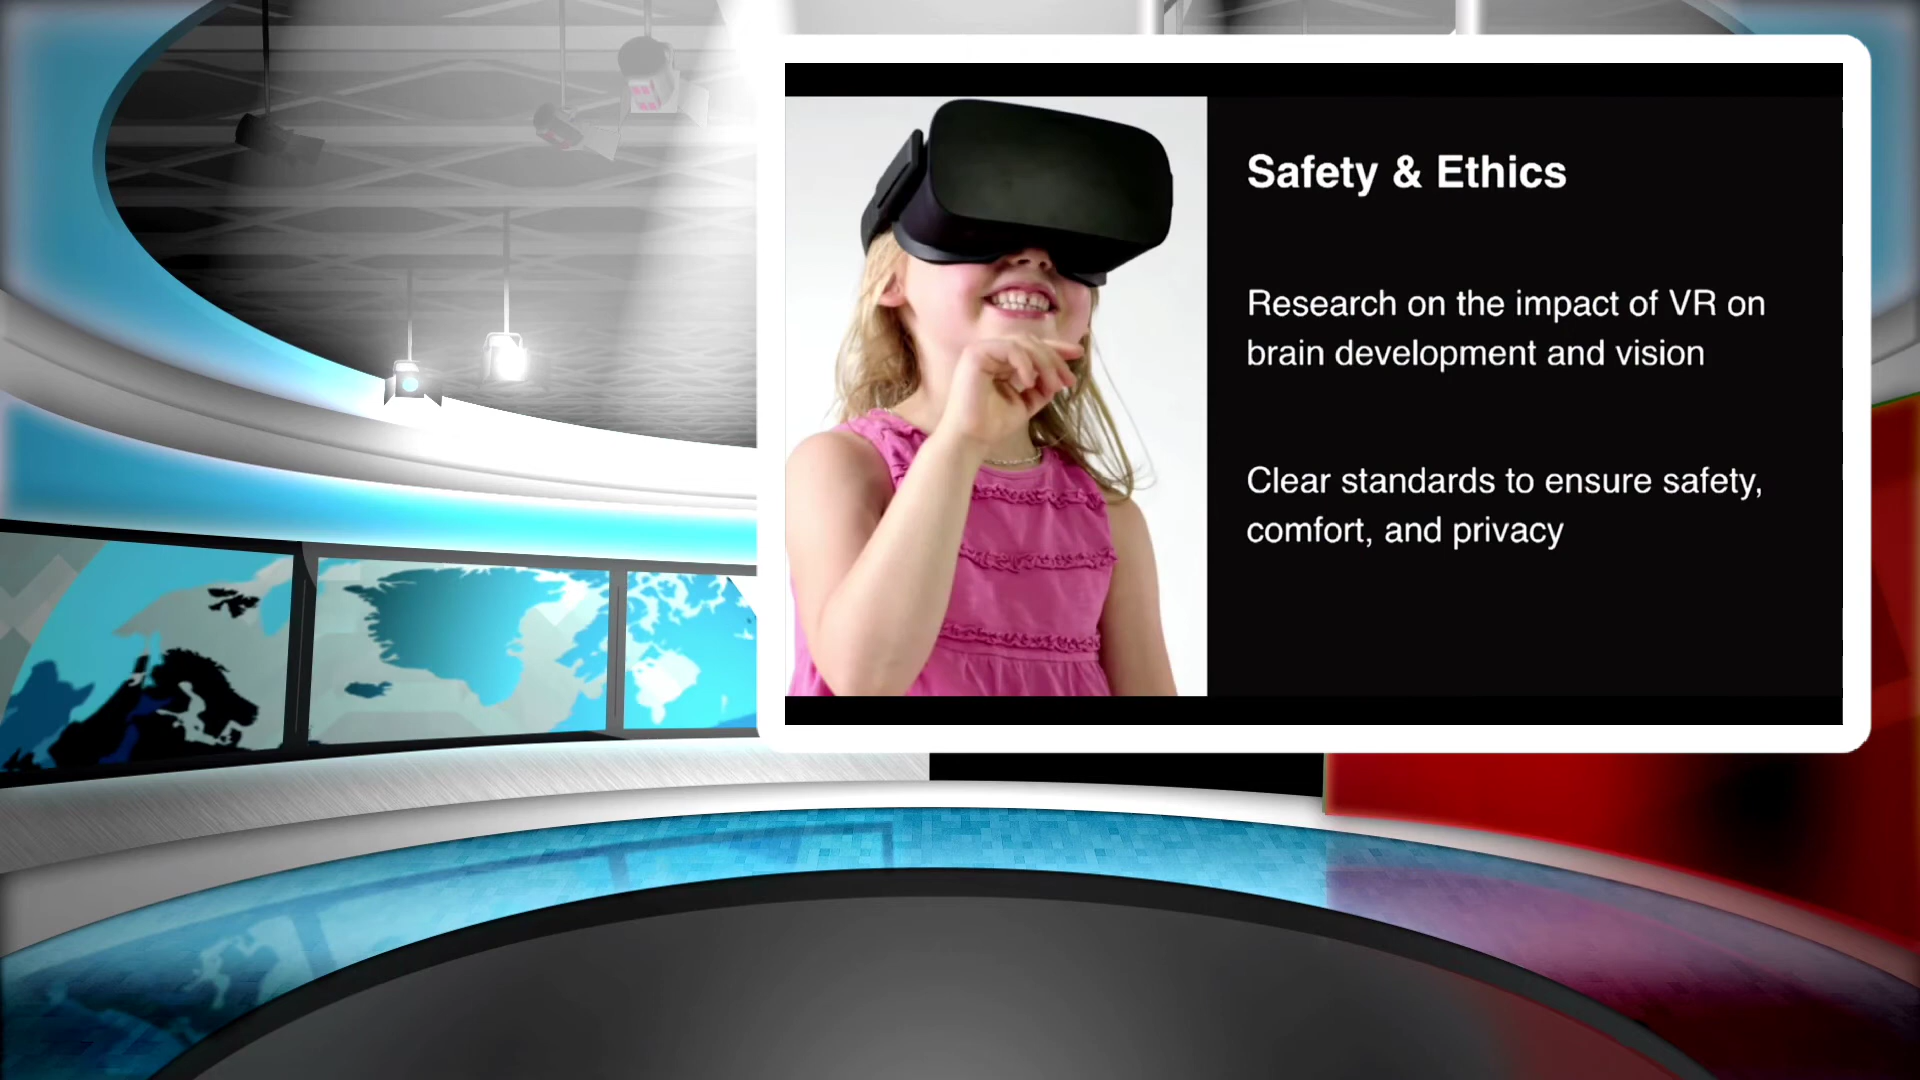 Safety & Ethics
Research on the impact of VR on
brain development and vision
Clear standards to ensure safety,
comfort, and privacy